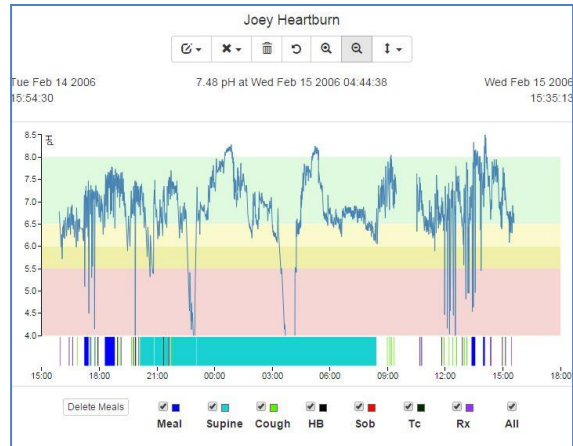 Joey Heartburn
Tue Feb 14 2006
15:54:30
7.48 pH at Wed Feb 15 2006 04:44:38
Wed Feb 15 2006
15:35:13
pH
8.5
8.0
7.5
7.0
6.5
6.0
5.5
5.0
4.5
4.0
15:00 18:00 21:00 00:00 03:00 06:00 09:00 12:00 15:00 18:00
Delete Meals
Meal Supine Cough HB Sob Tc Rx All